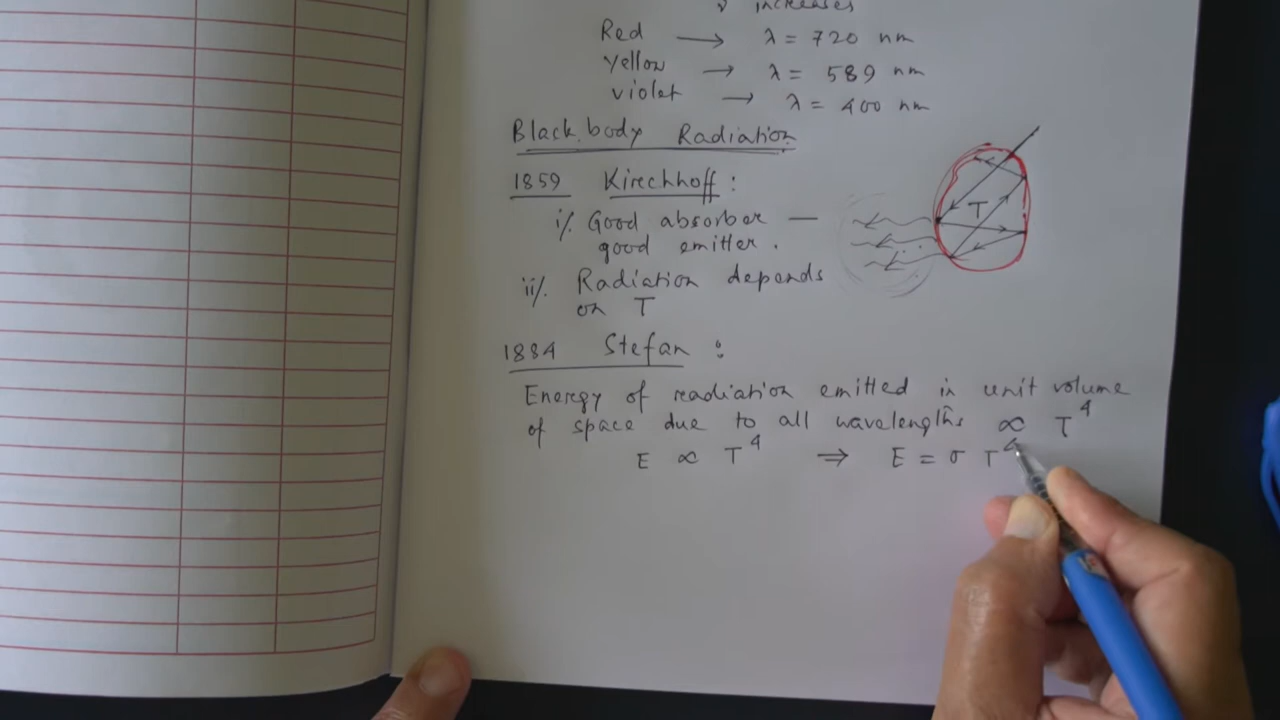 ν increases
Red → λ = 720 nm
Yellow → λ = 589 nm
violet → λ = 400 nm
Black body Radiation
1859 Kirchhoff :
T
i/. Good absorber —
good emitter .
ii/. Radiation depends
on T
1884 Stefan :
Energy of radiation emitted in unit volume
of space due to all wavelengths ∝ T⁴
E ∝ T⁴ ⇒ E = σ T⁴